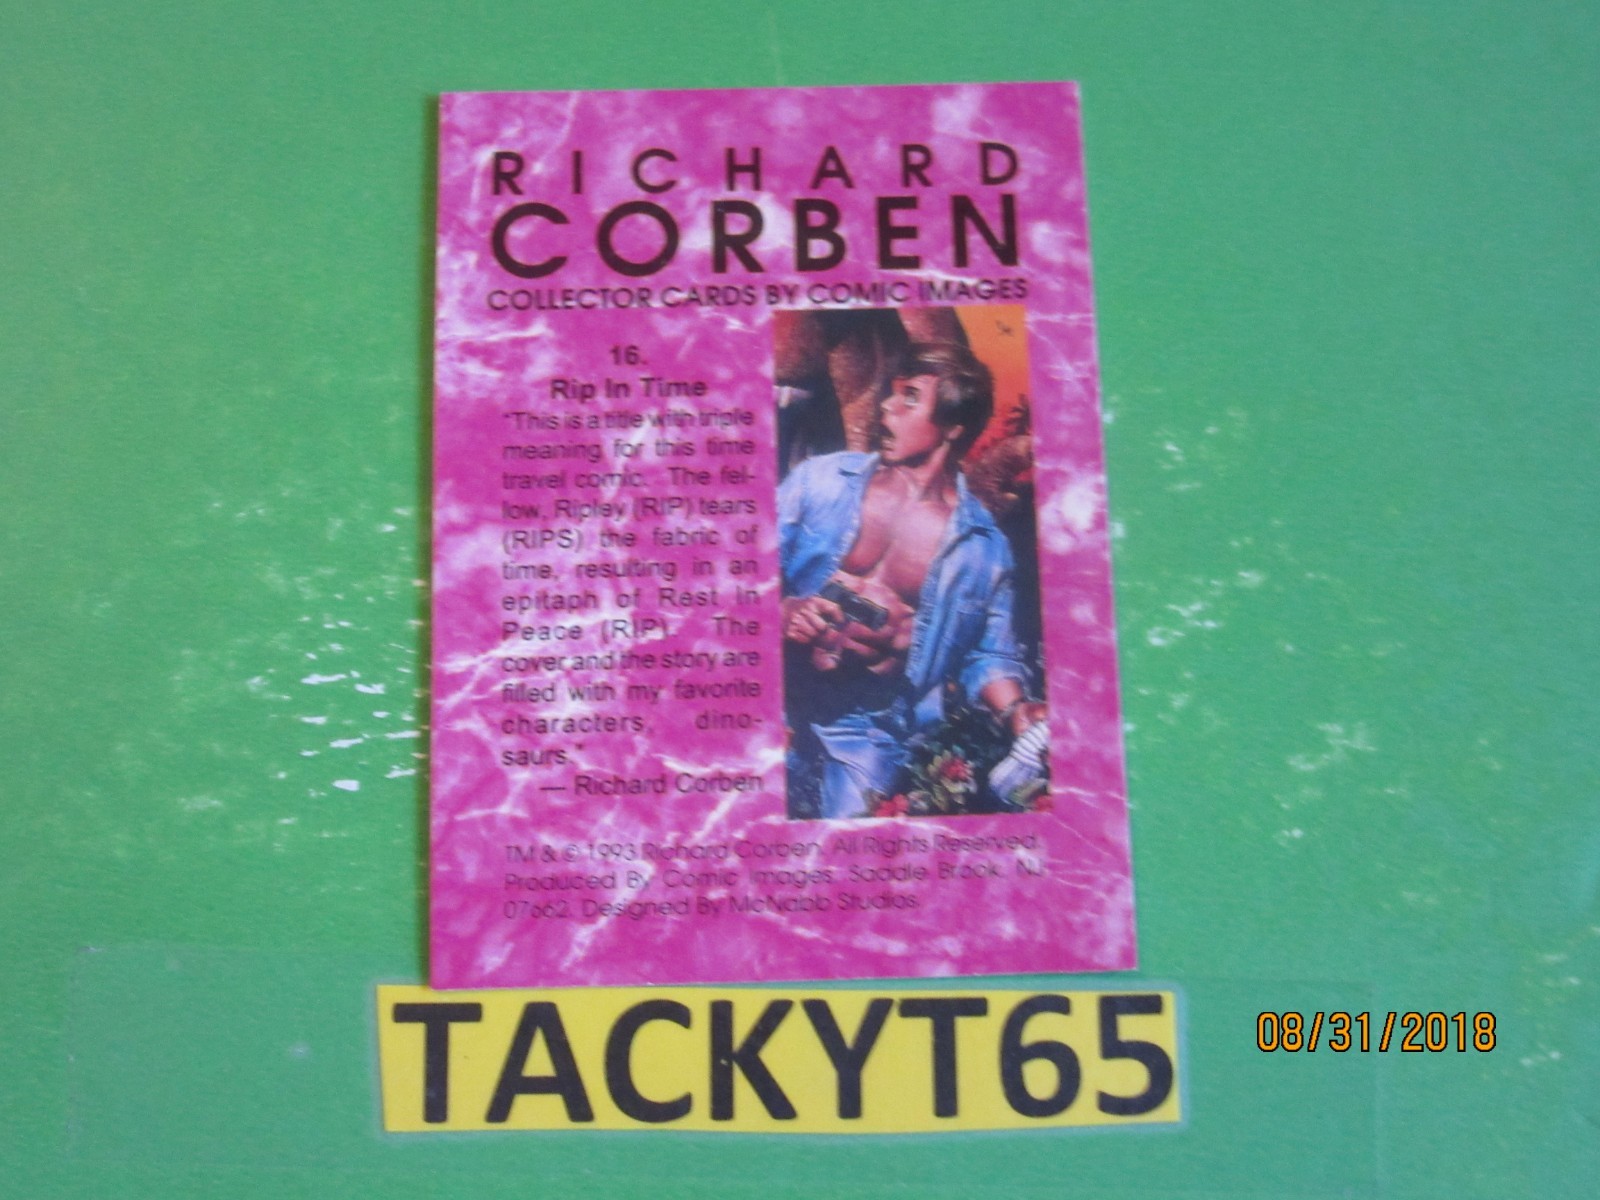 RICHARD
CORBEN
COLLECTOR CARDS BY COMIC IMAGES
16.
Rip In Time
"This is a title with triple
meaning for this time
travel comic. The fel-
low, Ripley (RIP) tears
(RIPS) the fabric of
time, resulting in an
epitaph of Rest In
Peace (RIP). The
cover and the story are
filled with my favorite
characters, dino-
saurs."
— Richard Corben
TM & © 1993 Richard Corben. All Rights Reserved.
Produced By Comic Images. Saddle Brook, NJ
07662. Designed By McNabb Studios.
TACKYT65
08/31/2018